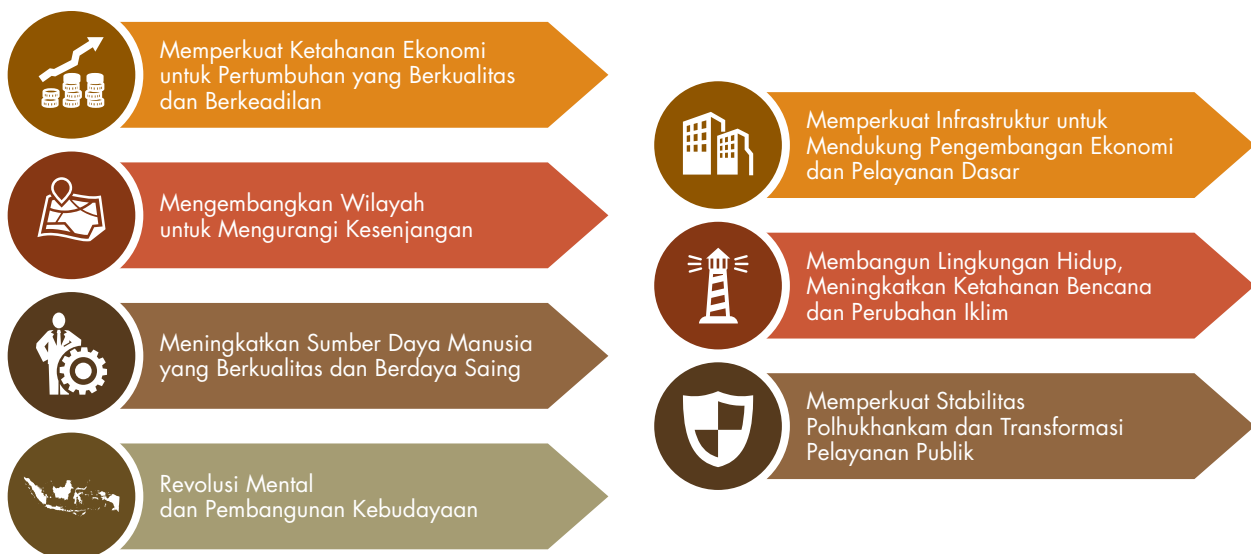 Memperkuat Ketahanan Ekonomi
untuk Pertumbuhan yang Berkualitas
dan Berkeadilan
Mengembangkan Wilayah
untuk Mengurangi Kesenjangan
Meningkatkan Sumber Daya Manusia
yang Berkualitas dan Berdaya Saing
Revolusi Mental
dan Pembangunan Kebudayaan
Memperkuat Infrastruktur untuk
Mendukung Pengembangan Ekonomi
dan Pelayanan Dasar
Membangun Lingkungan Hidup,
Meningkatkan Ketahanan Bencana
dan Perubahan Iklim
Memperkuat Stabilitas
Polhukhankam dan Transformasi
Pelayanan Publik